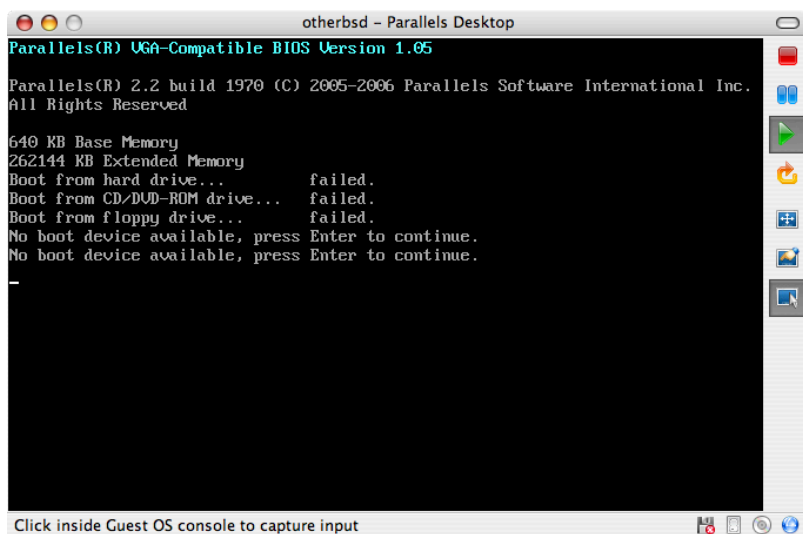 otherbsd – Parallels Desktop
Parallels(R) VGA-Compatible BIOS Version 1.05
Parallels(R) 2.2 build 1970 (C) 2005-2006 Parallels Software International Inc.
All Rights Reserved
640 KB Base Memory
262144 KB Extended Memory
Boot from hard drive... failed.
Boot from CD/DVD-ROM drive... failed.
Boot from floppy drive... failed.
No boot device available, press Enter to continue.
No boot device available, press Enter to continue.
Click inside Guest OS console to capture input